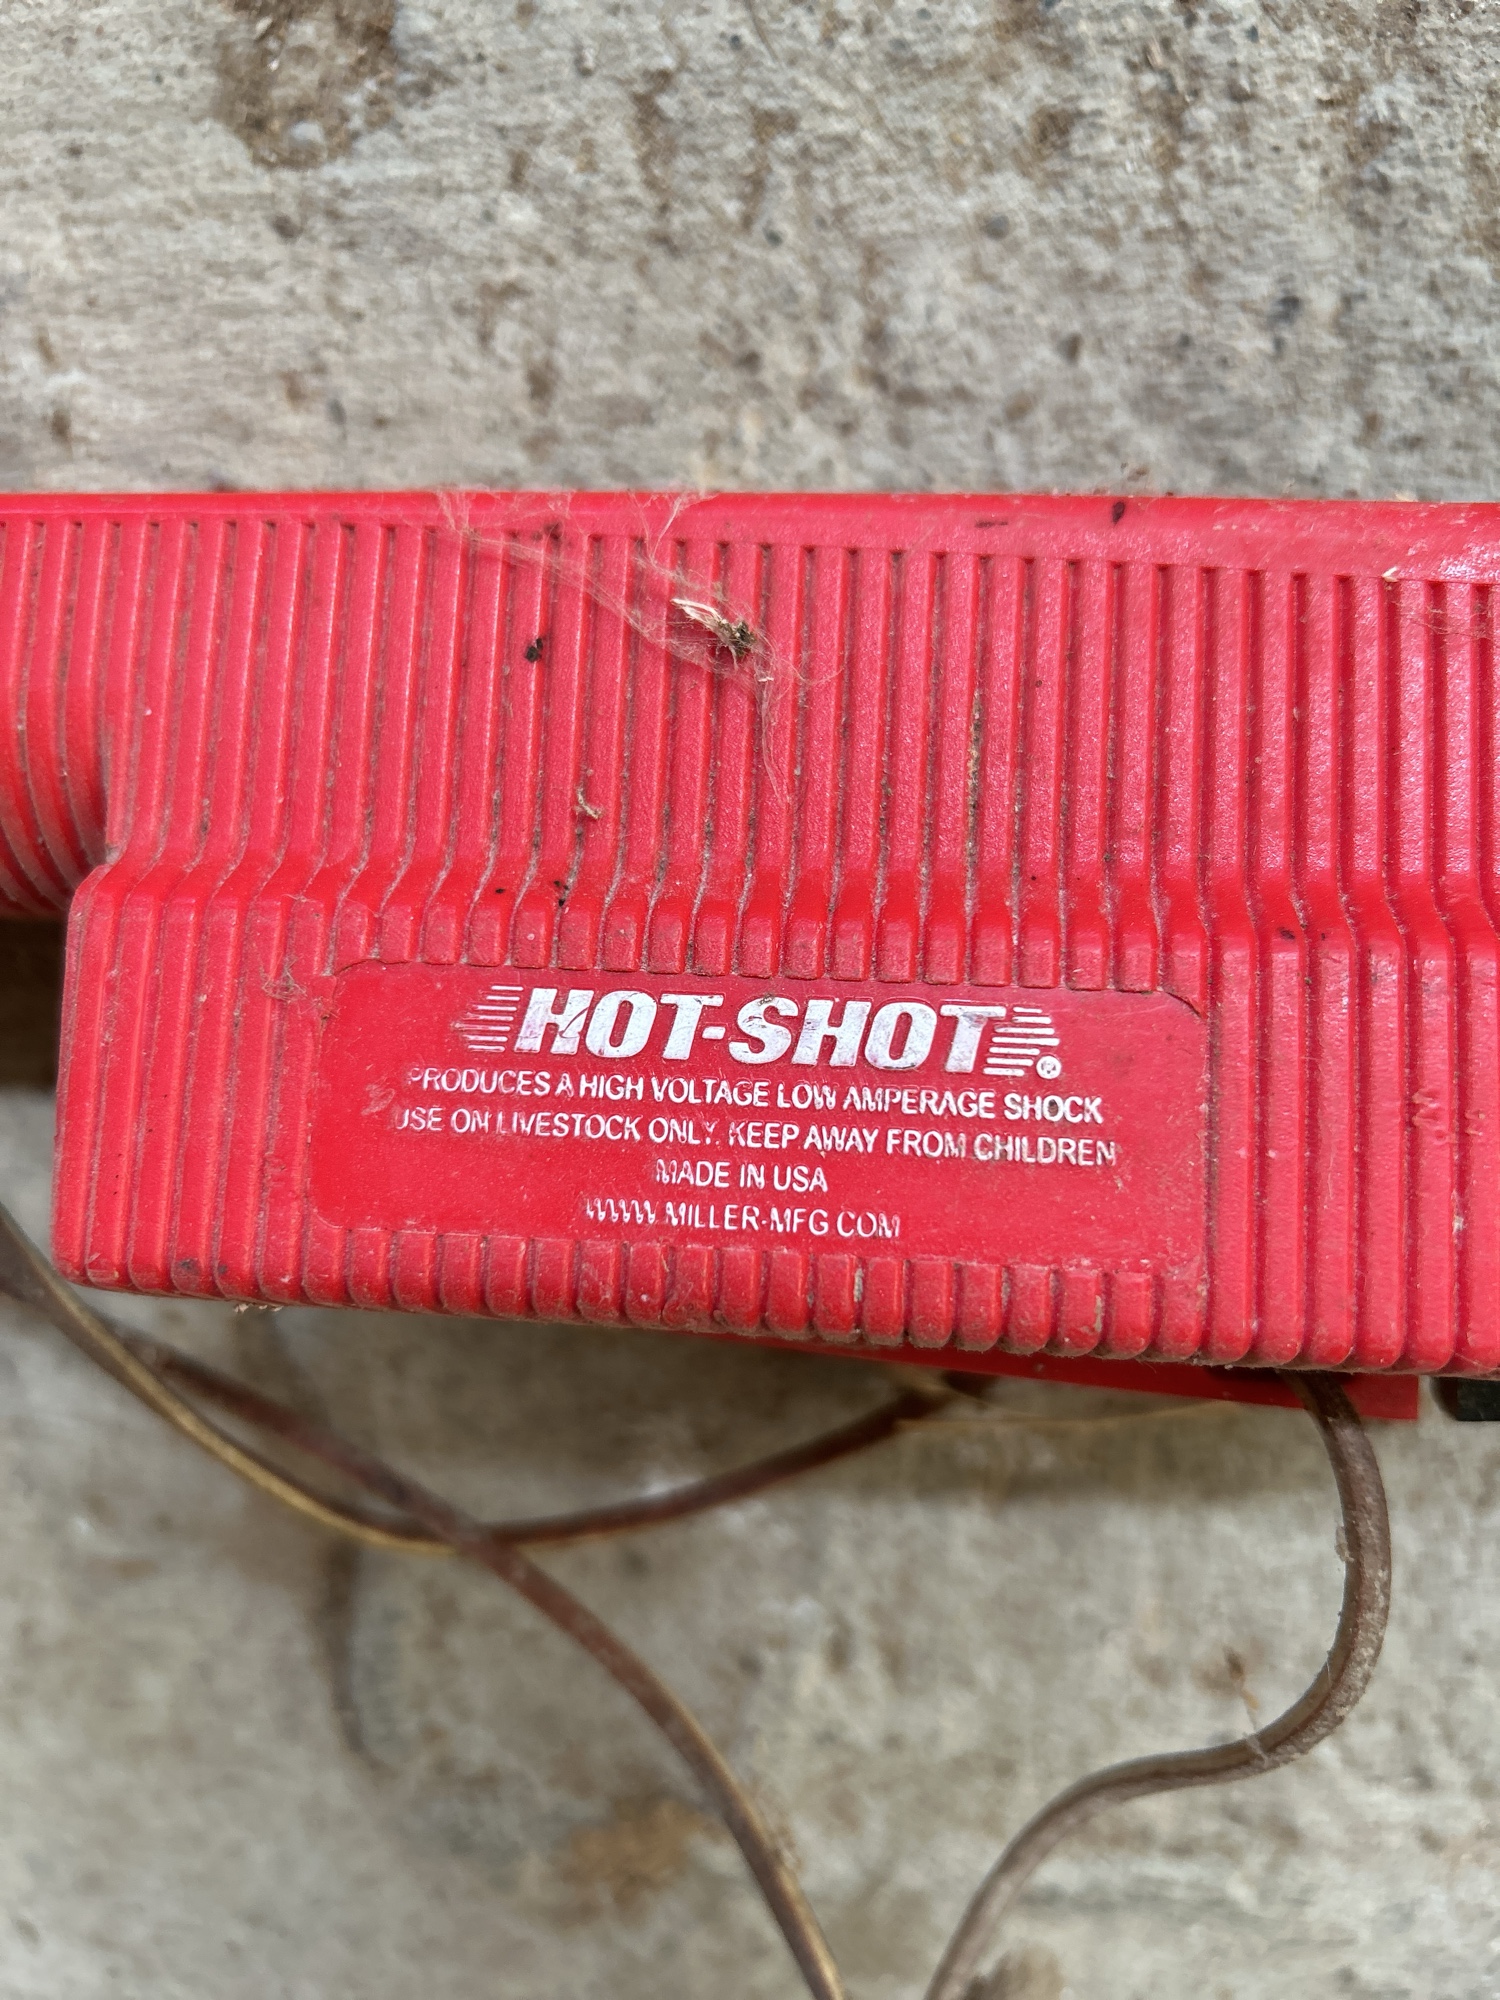 HOT-SHOT®
PRODUCES A HIGH VOLTAGE LOW AMPERAGE SHOCK
USE ON LIVESTOCK ONLY. KEEP AWAY FROM CHILDREN
MADE IN USA
WWW.MILLER-MFG.COM